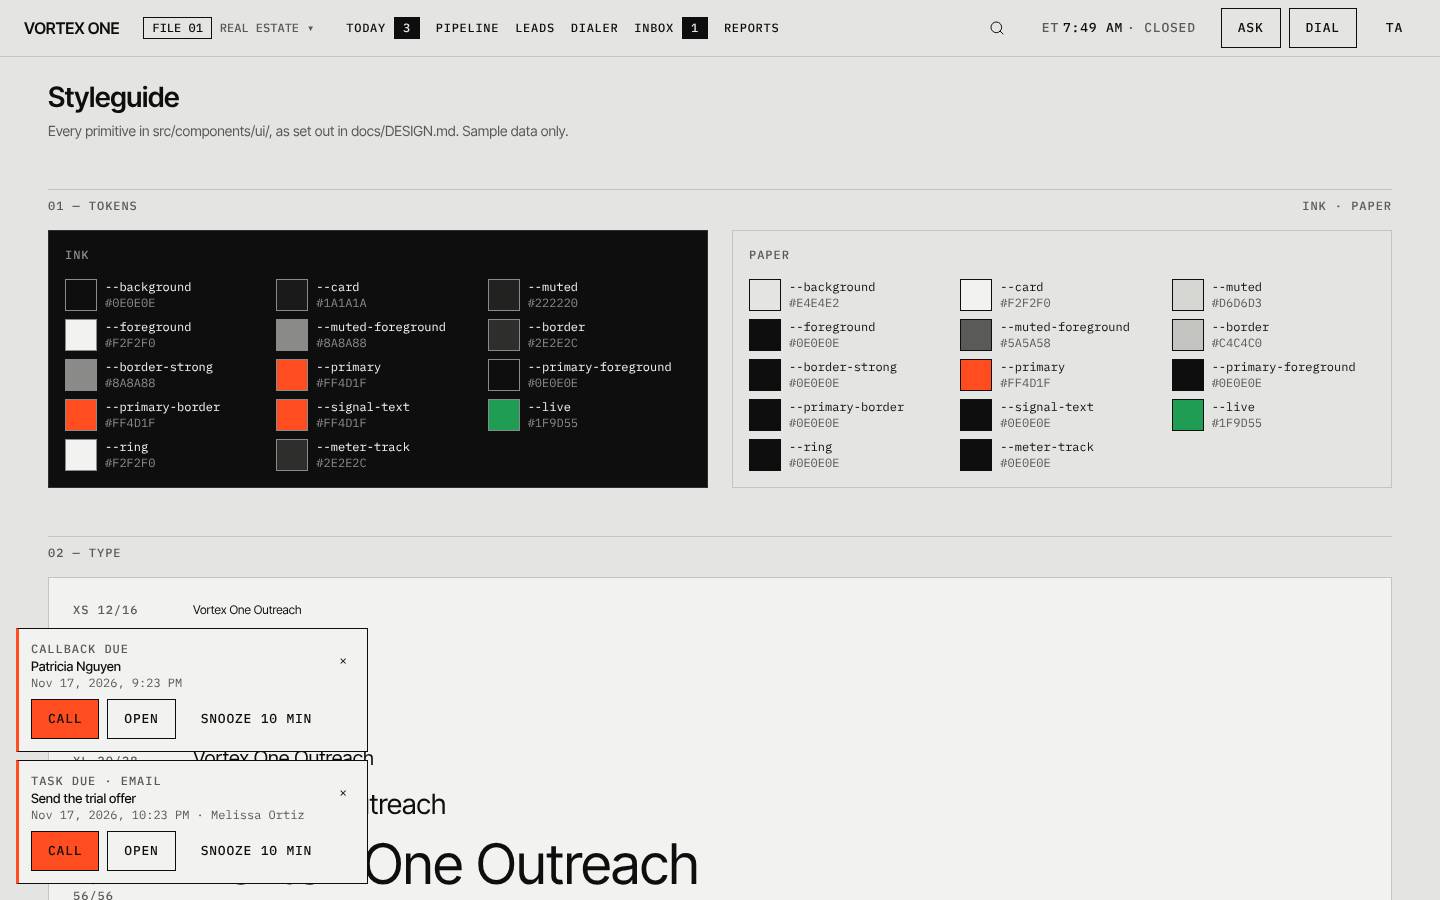 VORTEX ONE FILE 01 REAL ESTATE ▾ TODAY 3 PIPELINE LEADS DIALER INBOX 1 REPORTS ET 7:49 AM · CLOSED ASK DIAL TA
Styleguide
Every primitive in src/components/ui/, as set out in docs/DESIGN.md. Sample data only.
01 — TOKENS
INK · PAPER
INK
--background
#0E0E0E
--card
#1A1A1A
--muted
#222220
--foreground
#F2F2F0
--muted-foreground
#8A8A88
--border
#2E2E2C
--border-strong
#8A8A88
--primary
#FF4D1F
--primary-foreground
#0E0E0E
--primary-border
#FF4D1F
--signal-text
#FF4D1F
--live
#1F9D55
--ring
#F2F2F0
--meter-track
#2E2E2C
PAPER
--background
#E4E4E2
--card
#F2F2F0
--muted
#D6D6D3
--foreground
#0E0E0E
--muted-foreground
#5A5A58
--border
#C4C4C0
--border-strong
#0E0E0E
--primary
#FF4D1F
--primary-foreground
#0E0E0E
--primary-border
#0E0E0E
--signal-text
#0E0E0E
--live
#1F9D55
--ring
#0E0E0E
--meter-track
#0E0E0E
02 — TYPE
XS 12/16 Vortex One Outreach
CALLBACK DUE
Patricia Nguyen
×
Nov 17, 2026, 9:23 PM
CALL OPEN SNOOZE 10 MIN
Vortex One Outreach
TASK DUE · EMAIL
Send the trial offer
×
Nov 17, 2026, 10:23 PM · Melissa Ortiz
CALL OPEN SNOOZE 10 MIN
treach
One Outreach
56/56